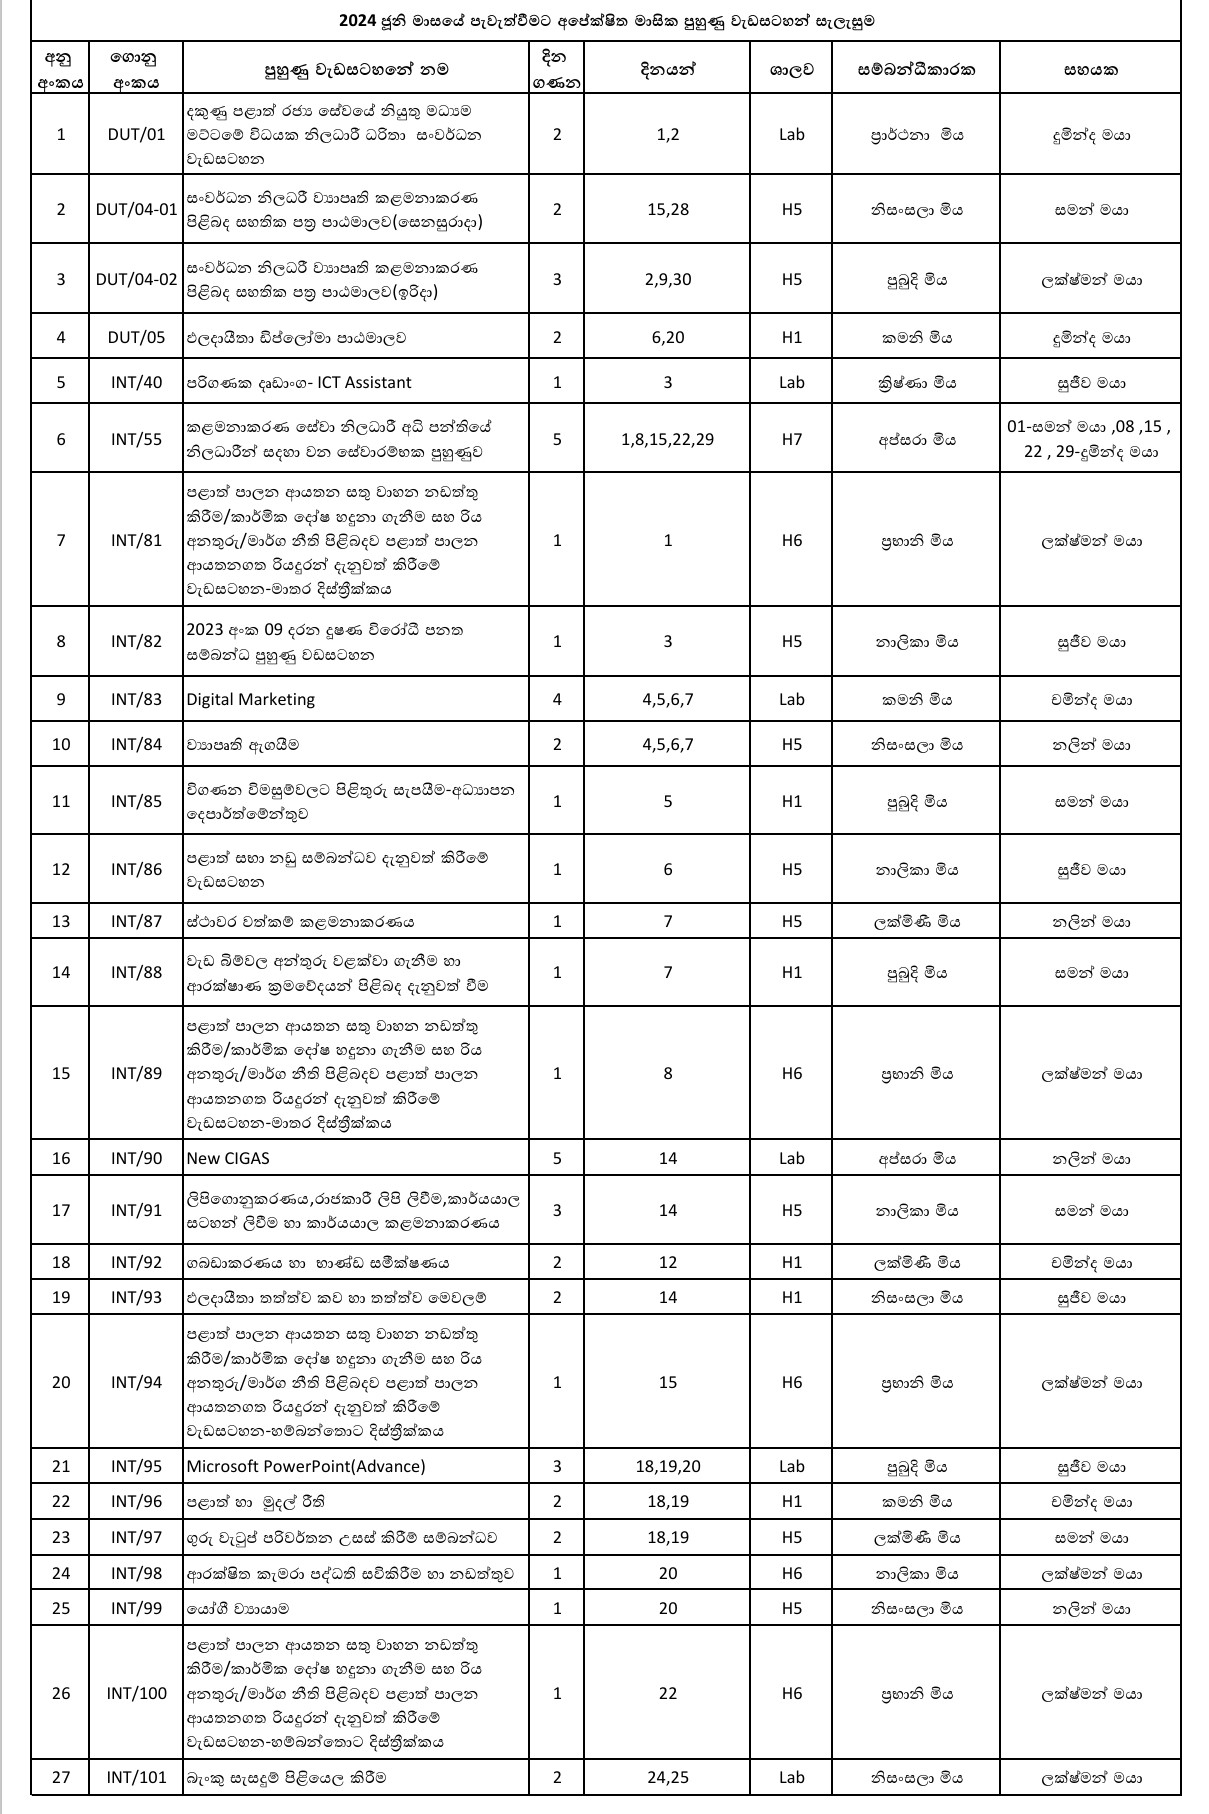 2024 ජූනි මාසයේ පැවැත්වීමට අපේක්ෂිත මාසික පුහුණු වැඩසටහන් සැලැසුම
අනු අංකය ගොනු අංකය පුහුණු වැඩසටහනේ නම දින ගණන දිනයන් ශාලව සම්බන්ධීකාරක සහයක
1 DUT/01 දකුණු පළාත් රාජ්‍ය සේවයේ නියුතු මධ්‍යම
මට්ටමේ විධයක නිලධාරී ධරිතා සංවර්ධන
වැඩසටහන
2 1,2 Lab ප්‍රාර්ථනා මිය දුමින්ද මයා
2 DUT/04-01 සංවර්ධන නිලධරී ව්‍යාපෘති කළමනාකරණ
පිළිබද සහතික පත්‍ර පාඨමාලව(සෙනසුරාදා)
2 15,28 H5 නිසංසලා මිය සමන් මයා
3 DUT/04-02 සංවර්ධන නිලධරී ව්‍යාපෘති කළමනාකරණ
පිළිබද සහතික පත්‍ර පාඨමාලව(ඉරිදා)
3 2,9,30 H5 පුබුදි මිය ලක්ෂ්මන් මයා
4 DUT/05 ඵලදායීතා ඩිප්ලෝමා පාඨමාලව 2 6,20 H1 කමනි මිය දුමින්ද මයා
5 INT/40 පරිගණක දෘඩාංග- ICT Assistant 1 3 Lab ක්‍රිෂ්ණා මිය සුජීව මයා
6 INT/55 කළමනාකරණ සේවා නිලධාරී අධි පන්තියේ
නිලධාරීන් සදහා වන සේවාරම්භක පුහුණුව
5 1,8,15,22,29 H7 අප්සරා මිය 01-සමන් මයා ,08 ,15 ,
22 , 29-දුමින්ද මයා
7 INT/81 පළාත් පාලන ආයතන සතු වාහන නඩත්තු
කිරීම/කාර්මික දෝෂ හදුනා ගැනීම සහ රිය
අනතුරු/මාර්ග නීති පිළිබදව පළාත් පාලන
ආයතනගත රියදුරන් දැනුවත් කිරීමේ
වැඩසටහන-මාතර දිස්ත්‍රීක්කය
1 1 H6 ප්‍රභානි මිය ලක්ෂ්මන් මයා
8 INT/82 2023 අංක 09 දරන දූෂණ විරෝධී පනත
සම්බන්ධ පුහුණු වඩසටහන
1 3 H5 නාලිකා මිය සුජීව මයා
9 INT/83 Digital Marketing 4 4,5,6,7 Lab කමනි මිය චමින්ද මයා
10 INT/84 ව්‍යාපෘති ඇගයීම 2 4,5,6,7 H5 නිසංසලා මිය නලින් මයා
11 INT/85 විගණන විමසුම්වලට පිළිතුරු සැපයීම-අධ්‍යාපන
දෙපාර්තමේන්තුව
1 5 H1 පුබුදි මිය සමන් මයා
12 INT/86 පළාත් සභා නඩු සම්බන්ධව දැනුවත් කිරීමේ
වැඩසටහන
1 6 H5 නාලිකා මිය සුජීව මයා
13 INT/87 ස්ථාවර වත්කම් කළමනාකරණය 1 7 H5 ලක්මිණී මිය නලින් මයා
14 INT/88 වැඩ බිම්වල අන්තුරු වළක්වා ගැනීම හා
ආරක්ෂාණ ක්‍රමවේදයන් පිළිබද දැනුවත් වීම
1 7 H1 පුබුදි මිය සමන් මයා
15 INT/89 පළාත් පාලන ආයතන සතු වාහන නඩත්තු
කිරීම/කාර්මික දෝෂ හදුනා ගැනීම සහ රිය
අනතුරු/මාර්ග නීති පිළිබදව පළාත් පාලන
ආයතනගත රියදුරන් දැනුවත් කිරීමේ
වැඩසටහන-මාතර දිස්ත්‍රීක්කය
1 8 H6 ප්‍රභානි මිය ලක්ෂ්මන් මයා
16 INT/90 New CIGAS 5 14 Lab අප්සරා මිය නලින් මයා
17 INT/91 ලිපිගොනුකරණය,රාජකාරී ලිපි ලිවීම,කාර්යයාල
සටහන් ලිවීම හා කාර්යයාල කළමනාකරණය
3 14 H5 නාලිකා මිය සමන් මයා
18 INT/92 ගබඩාකරණය හා භාණ්ඩ සමීක්ෂණය 2 12 H1 ලක්මිණී මිය චමින්ද මයා
19 INT/93 ඵලදායීතා තත්ත්ව කව හා තත්ත්ව මෙවලම් 2 14 H1 නිසංසලා මිය සුජීව මයා
20 INT/94 පළාත් පාලන ආයතන සතු වාහන නඩත්තු
කිරීම/කාර්මික දෝෂ හදුනා ගැනීම සහ රිය
අනතුරු/මාර්ග නීති පිළිබදව පළාත් පාලන
ආයතනගත රියදුරන් දැනුවත් කිරීමේ
වැඩසටහන-හම්බන්තොට දිස්ත්‍රීක්කය
1 15 H6 ප්‍රභානි මිය ලක්ෂ්මන් මයා
21 INT/95 Microsoft PowerPoint(Advance) 3 18,19,20 Lab පුබුදි මිය සුජීව මයා
22 INT/96 පළාත් හා මුදල් රීති 2 18,19 H1 කමනි මිය චමින්ද මයා
23 INT/97 ගුරු වැටුප් පරිවර්තන උසස් කිරීම් සම්බන්ධව 2 18,19 H5 ලක්මිණී මිය සමන් මයා
24 INT/98 ආරක්ෂිත කැමරා පද්ධති සවිකිරීම හා නඩත්තුව 1 20 H6 නාලිකා මිය ලක්ෂ්මන් මයා
25 INT/99 යෝගී ව්‍යායාම 1 20 H5 නිසංසලා මිය නලින් මයා
26 INT/100 පළාත් පාලන ආයතන සතු වාහන නඩත්තු
කිරීම/කාර්මික දෝෂ හදුනා ගැනීම සහ රිය
අනතුරු/මාර්ග නීති පිළිබදව පළාත් පාලන
ආයතනගත රියදුරන් දැනුවත් කිරීමේ
වැඩසටහන-හම්බන්තොට දිස්ත්‍රීක්කය
1 22 H6 ප්‍රභානි මිය ලක්ෂ්මන් මයා
27 INT/101 බැංකු සැසදුම් පිළියෙල කිරීම 2 24,25 Lab නිසංසලා මිය ලක්ෂ්මන් මයා